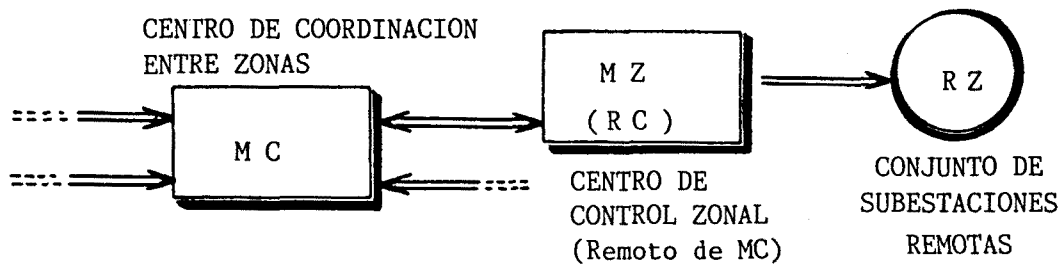 CENTRO DE COORDINACION
ENTRE ZONAS
M C
M Z
( R C )
CENTRO DE
CONTROL ZONAL
(Remoto de MC)
R Z
CONJUNTO DE
SUBESTACIONES
REMOTAS